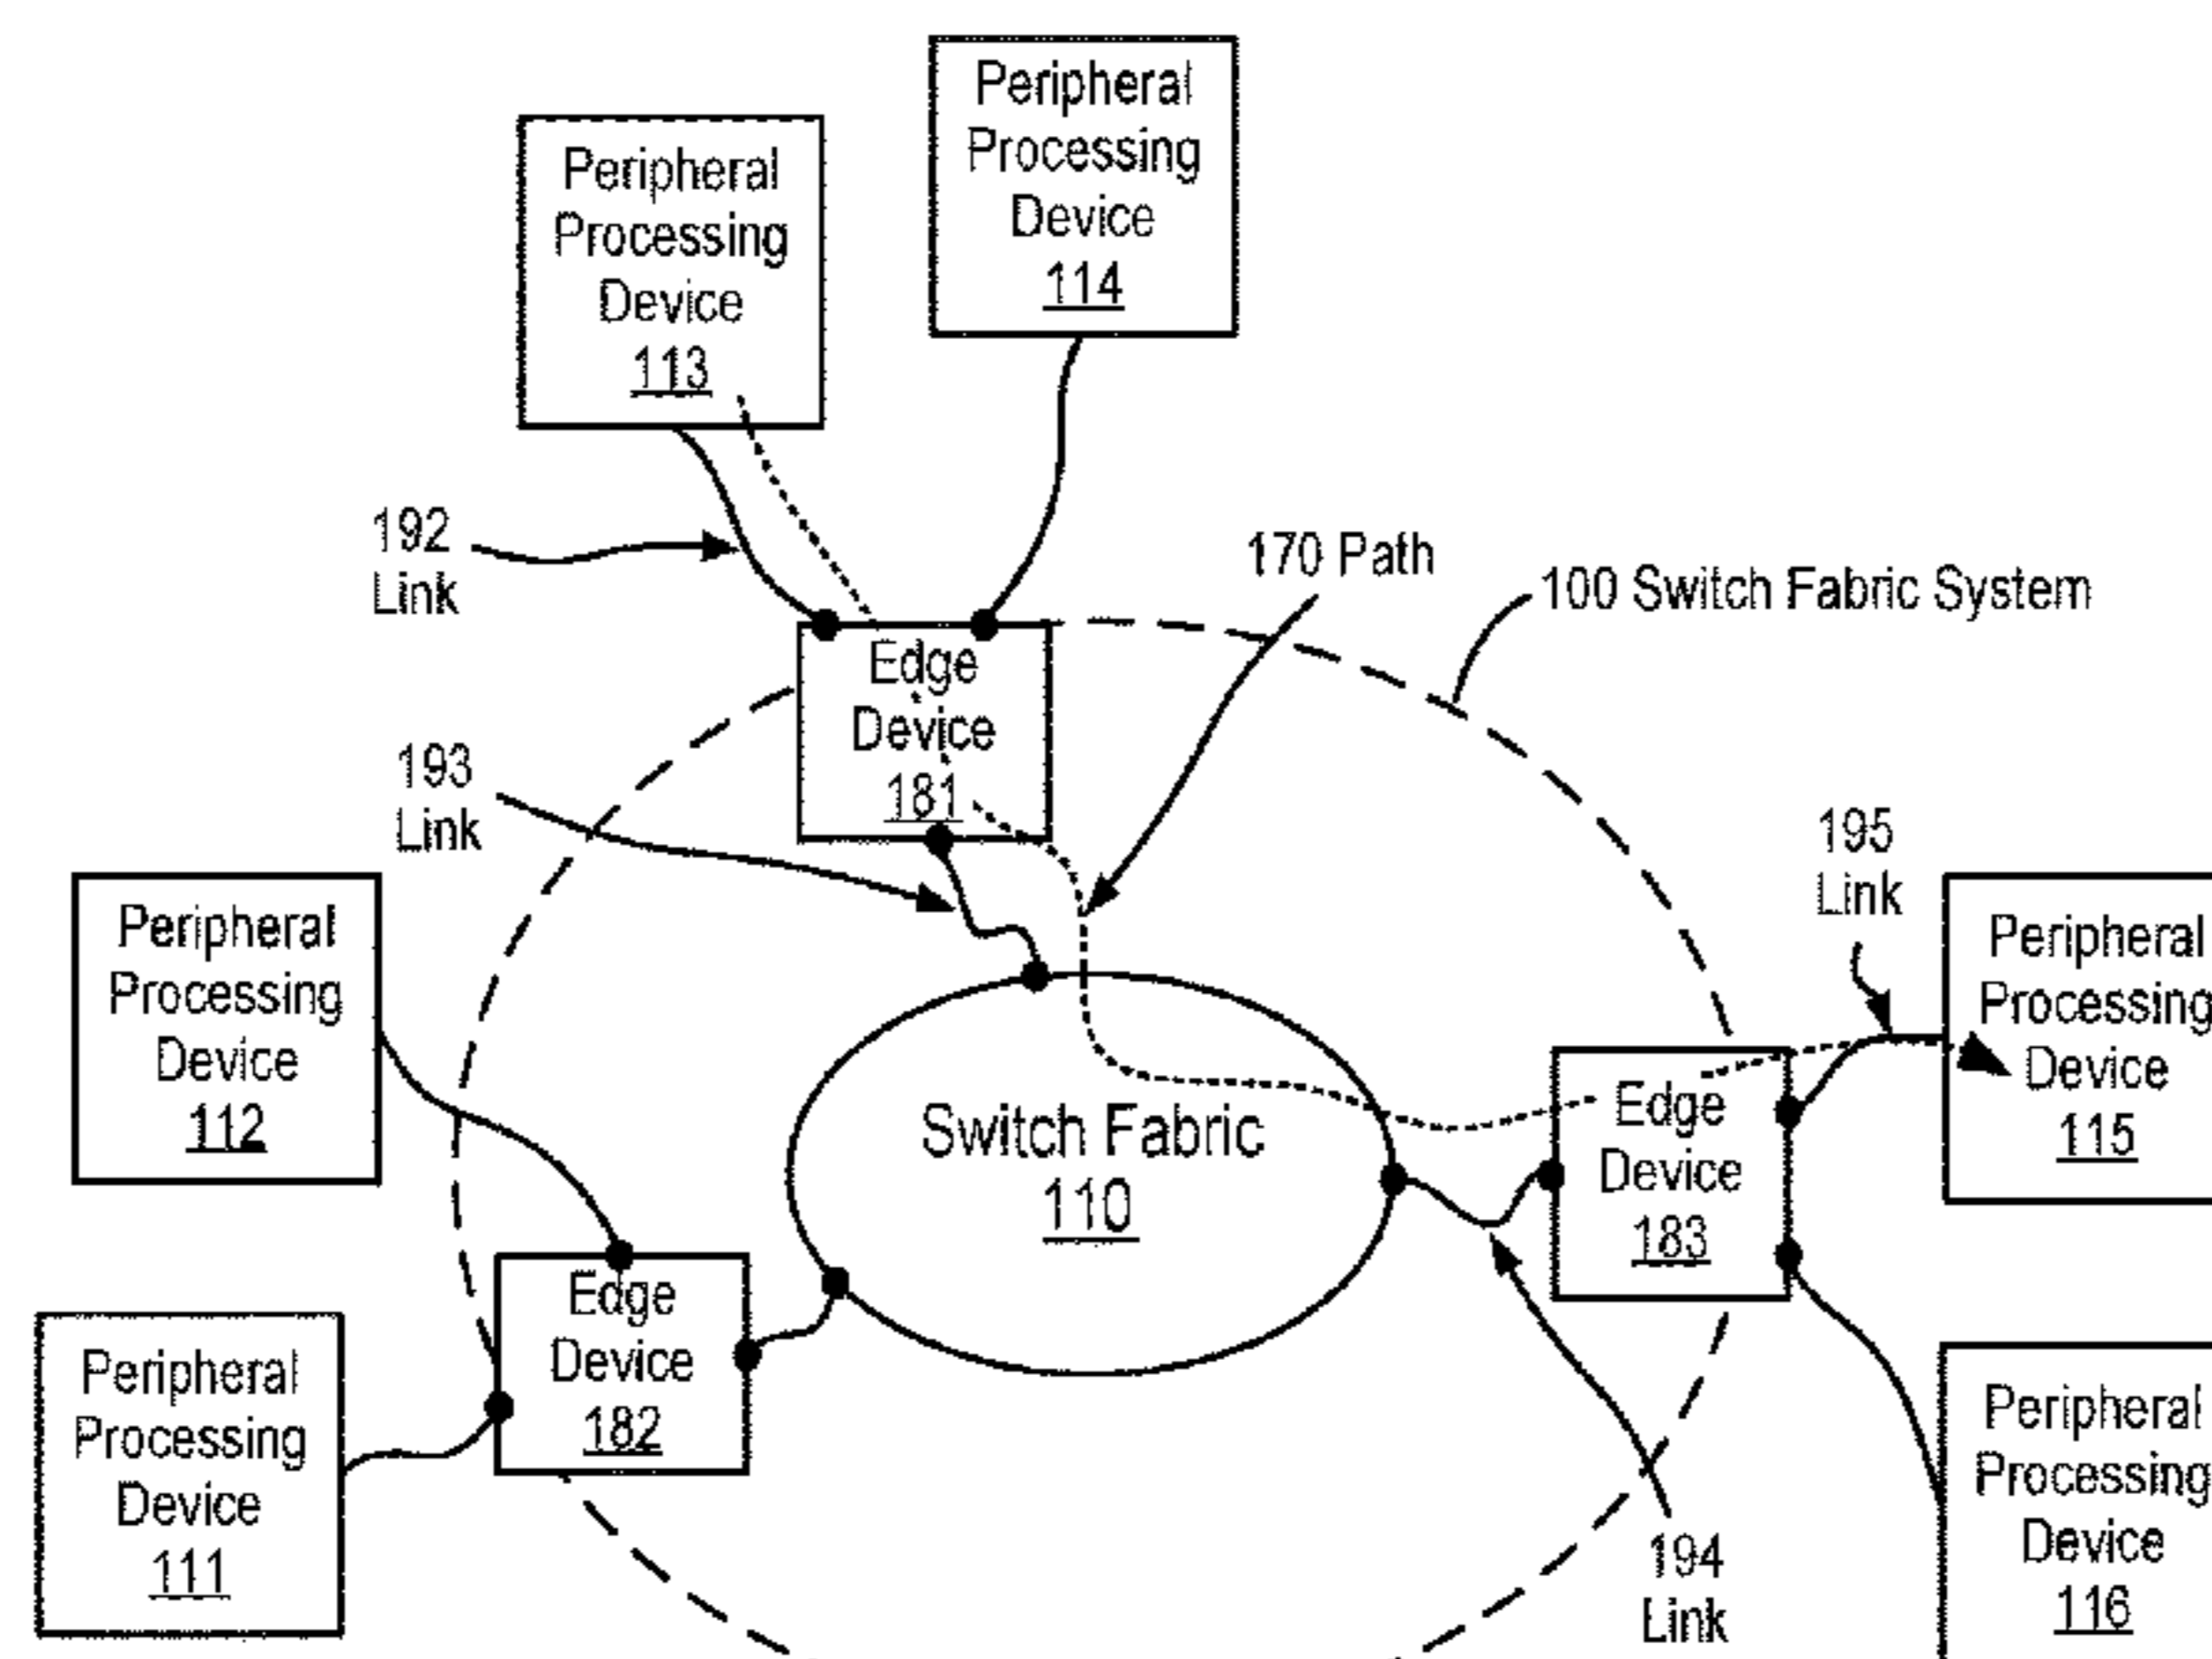 Peripheral
Processing
Device
114
Peripheral
Processing
Device
113
192
Link
170 Path
100 Switch Fabric System
Edge
Device
181
193
Link
195
Link
Peripheral
Processing
Device
112
Peripheral
Processing
Device
115
Switch Fabric
110
Edge
Device
183
Edge
Device
182
Peripheral
Processing
Device
111
194
Link
Peripheral
Processing
Device
116